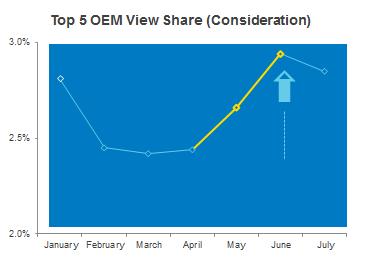 Top 5 OEM View Share (Consideration)
3.0%
2.5%
2.0%
January February March April May June July